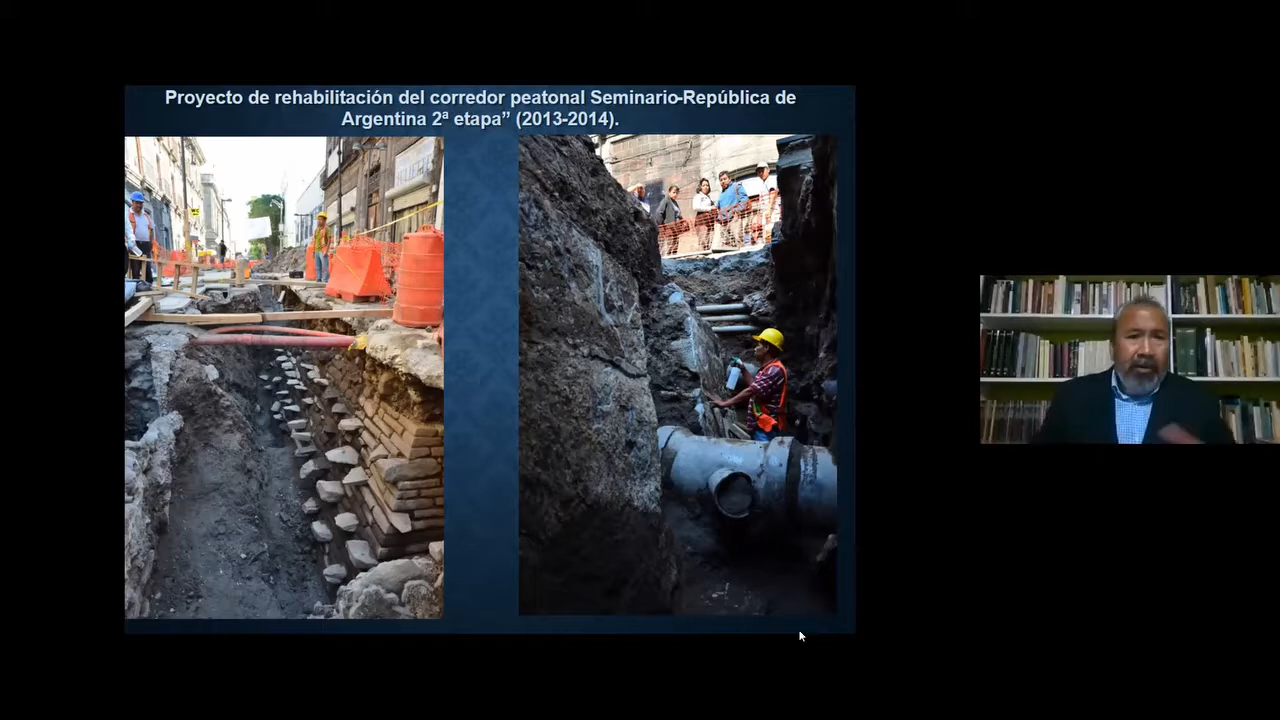 Proyecto de rehabilitación del corredor peatonal Seminario-República de
Argentina 2ª etapa” (2013-2014).